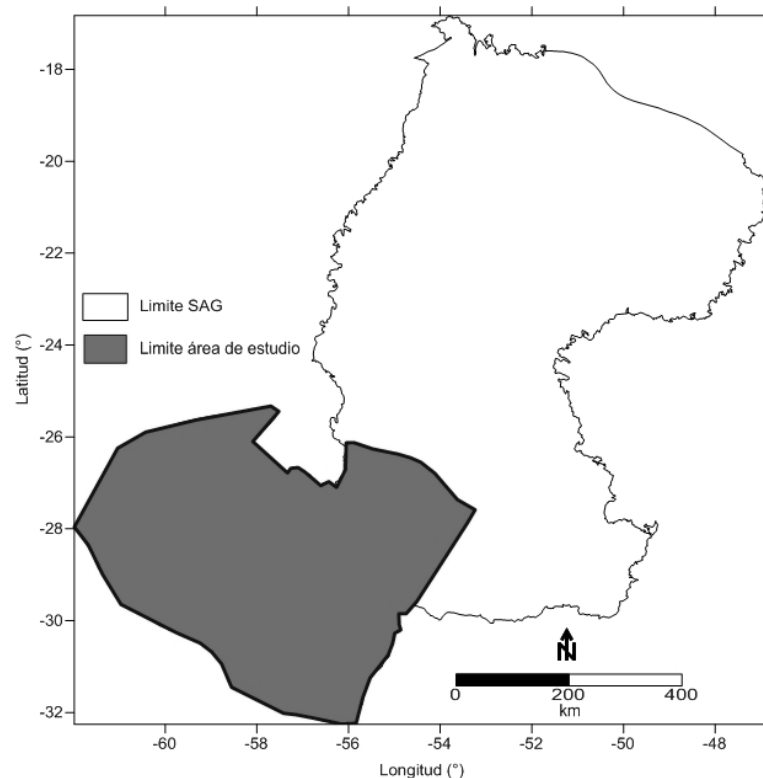 -18
-20
-22
-24
-26
-28
-30
-32
Latitud (°)
Limite SAG
Limite área de estudio
N
0 200 400
km
-60 -58 -56 -54 -52 -50 -48
Longitud (°)